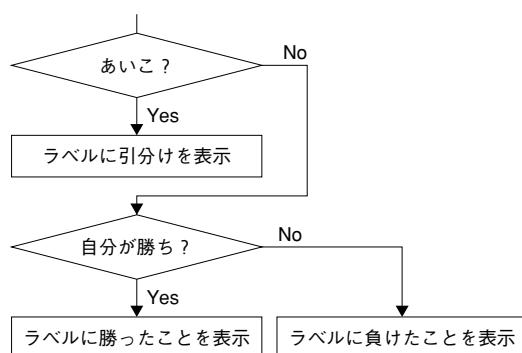 あいこ？
No
Yes
ラベルに引分けを表示
自分が勝ち？
No
Yes
ラベルに勝ったことを表示
ラベルに負けたことを表示